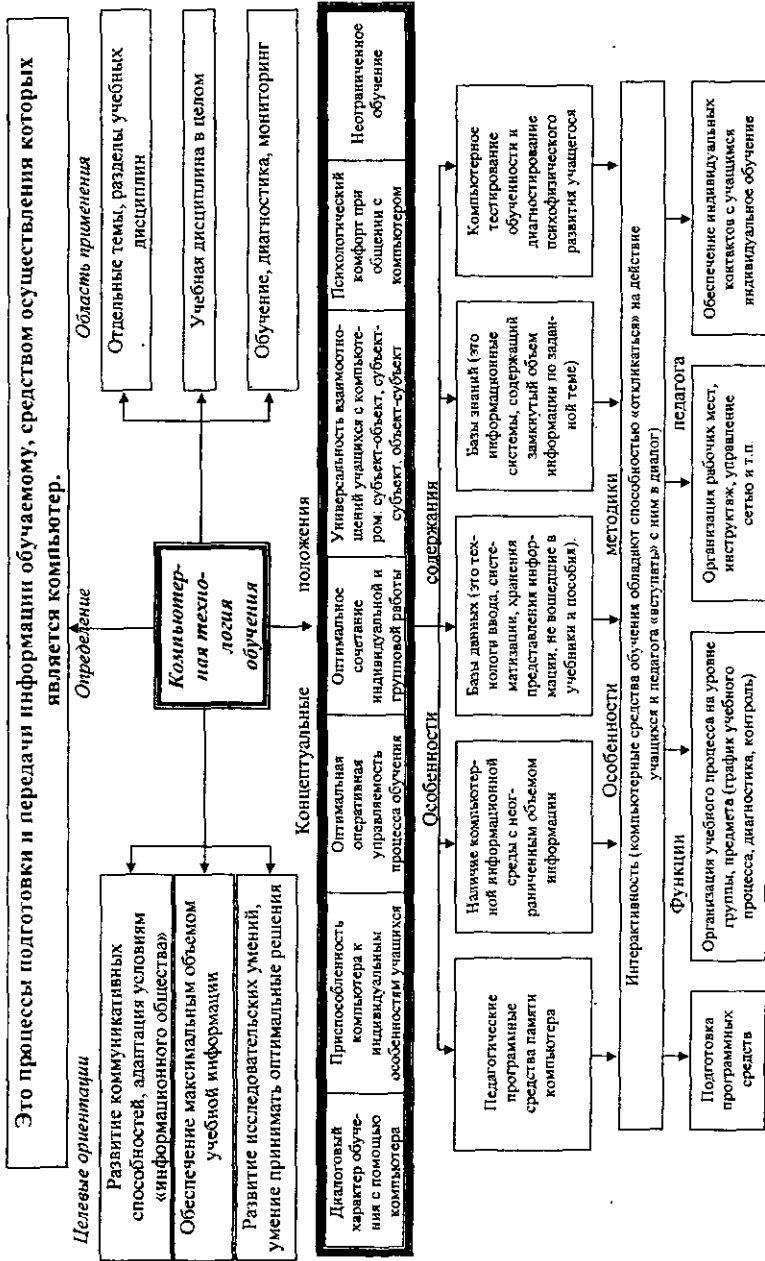 Это процессы подготовки и передачи информации обучаемому, средством осуществления которых
является компьютер.
Целевые ориентации
Определение
Область применения
Развитие коммуникативных
способностей, адаптация условиям
«информационного общества»
Обеспечение максимальным объемом
учебной информации
Развитие исследовательских умений,
умение принимать оптимальные решения
Компьютер-
ная техно-
логия
обучения
Отдельные темы, разделы учебных
дисциплин
Учебная дисциплина в целом
Обучение, диагностика, мониторинг
Концептуальные положения
Диалоговый
характер обуче-
ния с помощью
компьютера
Приспособленность
компьютера к
индивидуальным
особенностям учащихся
Оптимальная
оперативная
управляемость
процесса обучения
Оптимальное
сочетание
индивидуальной и
групповой работы
Универсальность взаимоотно-
шений учащихся с компьюте-
ром: субъект-объект, субъект-
субъект, объект-субъект
Психологический
комфорт при
общении с
компьютером
Неограниченное
обучение
Особенности содержания
Педагогические
программные
средства памяти
компьютера
Наличие компьютер-
ной информационной
среды с неог-
раниченным объемом
информации
Базы данных (это тех-
нологи ввода, систе-
матизации, хранения
представления инфор-
мации, не вошедшие в
учебники и пособия).
Базы знаний (это
информационные
системы, содержащий
замкнутый объем
информации по задан-
ной теме)
Компьютерное
тестирование
обученности и
диагностирование
психофизического
развития учащегося
Особенности методики
Интерактивность (компьютерные средства обучения обладают способностью «откликаться» на действие
учащихся и педагога «вступать» с ним в диалог)
Функции педагога
Подготовка
программных
средств
Организация учебного процесса на уровне
группы, предмета (график учебного
процесса, диагностика, контроль)
Организация рабочих мест,
инструктаж, управление
сетью и т.п.
Обеспечение индивидуальных
контактов с учащимся
индивидуальное обучение